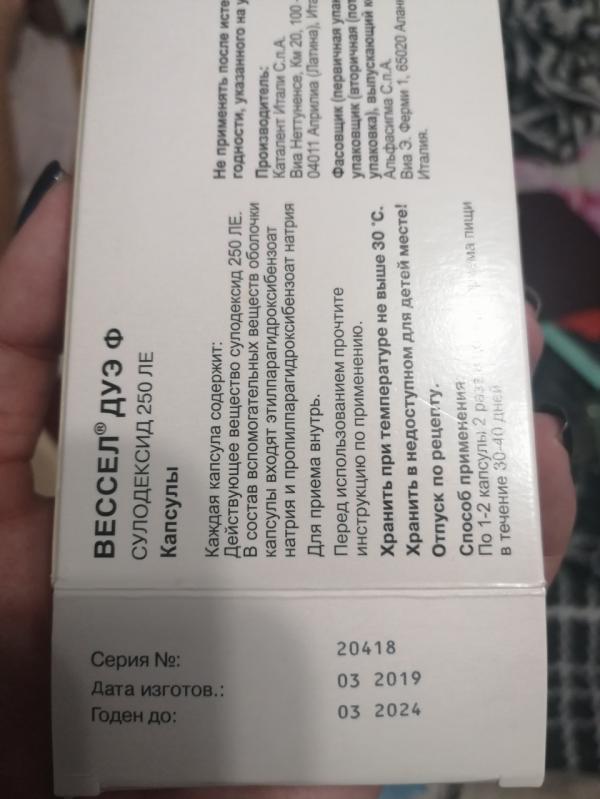 ВЕССЕЛ® ДУЭ Ф
СУЛОДЕКСИД 250 ЛЕ
Капсулы
Каждая капсула содержит:
Действующее вещество сулодексид 250 ЛЕ.
В состав вспомогательных веществ оболочки
капсулы входят этилпарагидроксибензоат
натрия и пропилпарагидроксибензоат натрия
Для приема внутрь.
Перед использованием прочтите
инструкцию по применению.
Хранить при температуре не выше 30 °С.
Хранить в недоступном для детей месте!
Отпуск по рецепту.
Способ применения
По 1-2 капсулы 2 раза пищи
в течение 30-40 дней
Не применять после исте
годности, указанного на у
Производитель:
Каталент Итали С.п.А.
Виа Неттуненсе, Км 20, 100 -
04011 Априлиа (Латина), Ита
Фасовщик (первичная упак
упаковщик (вторичная (пот
упаковка), выпускающий к
Альфасигма С.п.А.
Виа Э. Ферми 1, 65020 Алан
Италия.
Серия №: 20418
Дата изготов.: 03 2019
Годен до: 03 2024